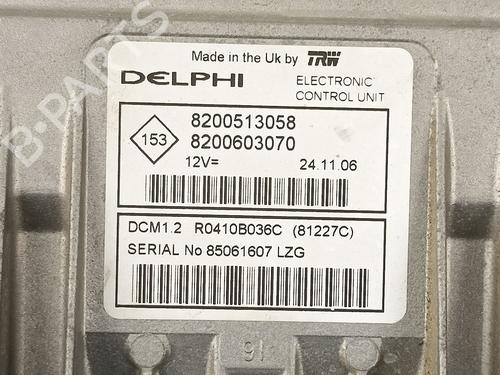 Made in the Uk by TRW
DELPHI
ELECTRONIC
CONTROL UNIT
153
8200513058
8200603070
12V=
24.11.06
DCM1.2 R0410B036C (81227C)
SERIAL No 85061607 LZG
B-PARTS